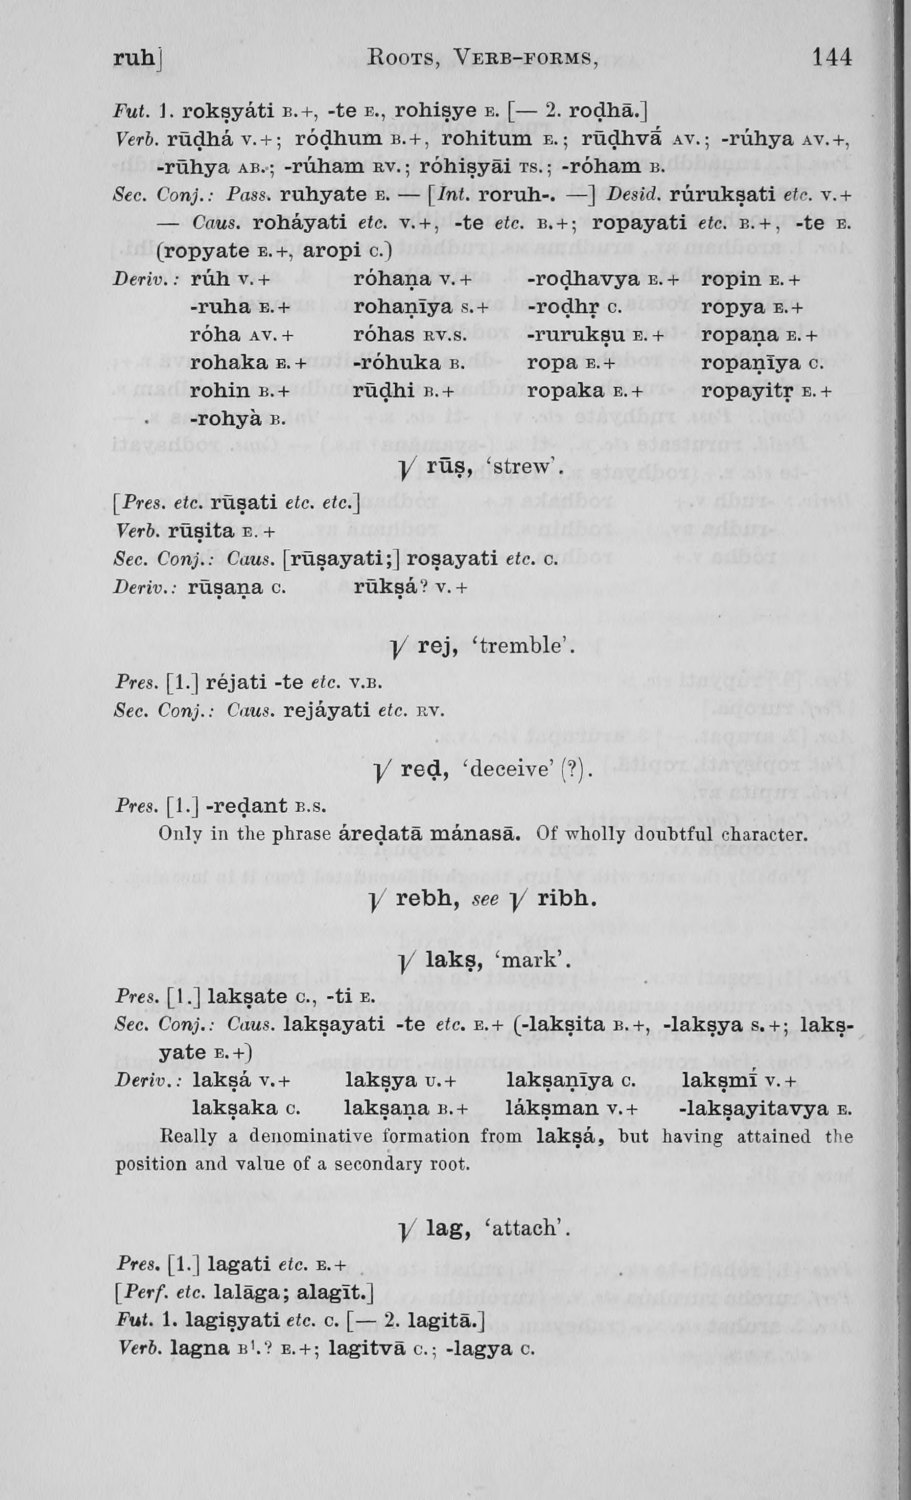 ruh] ROOTS, VERB-FORMS, 144
Fut. 1. rokṣyáti B.+, -te E., rohiṣye E. [— 2. roḍhā.]
Verb. rūḍhá V.+; róḍhum B.+, rohitum E.; rūḍhvā́ AV.; -rúhya AV.+,
-rūhya AB.; -rúham RV.; róhiṣyāi TS.; -róham B.
Sec. Conj.: Pass. ruhyate E. — [Int. roruh-. —] Desid. rúrukṣati etc. V.+
— Caus. roháyati etc. V.+, -te etc. B.+; ropayati etc. B.+, -te E.
(ropyate E.+, aropi C.)
Deriv.: rúh V.+ róhaṇa V.+ -roḍhavya E.+ ropin E.+
-ruha E.+ rohaṇīya S.+ -roḍhṛ C. ropya E.+
róha AV.+ róhas RV.S. -rurukṣu E.+ ropaṇa E.+
rohaka E.+ -róhuka B. ropa E.+ ropaṇīya C.
rohin B.+ rūḍhi B.+ ropaka E.+ ropayitṛ E.+
-rohyà B.
√ rūṣ, ‘strew’.
[Pres. etc. rūṣati etc. etc.]
Verb. rūṣita E.+
Sec. Conj.: Caus. [rūṣayati;] roṣayati etc. C.
Deriv.: rūṣaṇa C. rūkṣá? V.+
√ rej, ‘tremble’.
Pres. [1.] réjati -te etc. V.B.
Sec. Conj.: Caus. rejáyati etc. RV.
√ reḍ, ‘deceive’ (?).
Pres. [1.] -reḍant B.S.
Only in the phrase áreḍatā mánasā. Of wholly doubtful character.
√ rebh, see √ ribh.
√ lakṣ, ‘mark’.
Pres. [1.] lakṣate C., -ti E.
Sec. Conj.: Caus. lakṣayati -te etc. E.+ (-lakṣita B.+, -lakṣya S.+; lakṣ-
yate E.+)
Deriv.: lakṣá V.+ lakṣya U.+ lakṣaṇīya C. lakṣmī́ V.+
lakṣaka C. lakṣaṇa B.+ lákṣman V.+ -lakṣayitavya E.
Really a denominative formation from lakṣá, but having attained the
position and value of a secondary root.
√ lag, ‘attach’.
Pres. [1.] lagati etc. E.+
[Perf. etc. lalāga; alagīt.]
Fut. 1. lagiṣyati etc. C. [— 2. lagitā.]
Verb. lagna B¹.? E.+; lagitvā C.; -lagya C.